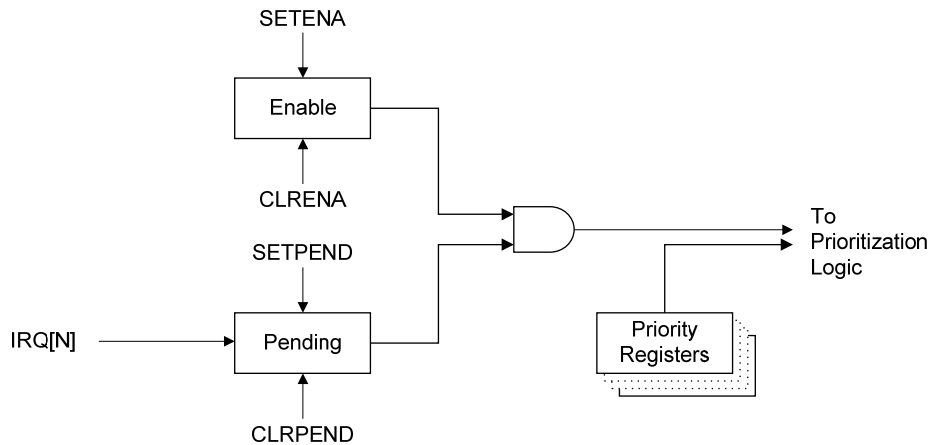 SETENA
Enable
CLRENA
To
Prioritization
Logic
SETPEND
IRQ[N]
Pending
Priority
Registers
CLRPEND